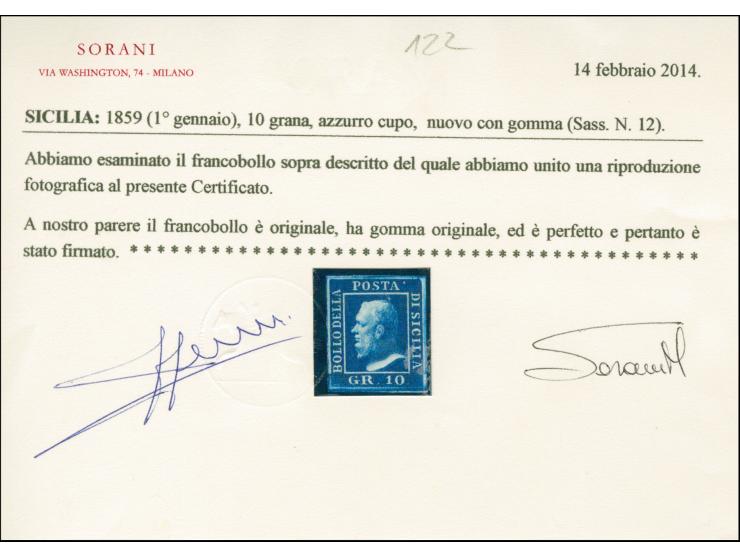 122
SORANI
VIA WASHINGTON, 74 - MILANO
14 febbraio 2014.
SICILIA: 1859 (1° gennaio), 10 grana, azzurro cupo, nuovo con gomma (Sass. N. 12).
Abbiamo esaminato il francobollo sopra descritto del quale abbiamo unito una riproduzione
fotografica al presente Certificato.
A nostro parere il francobollo è originale, ha gomma originale, ed è perfetto e pertanto è
stato firmato. * * * * * * * * * * * * * * * * * * * * * * * * * * * * * * * * * * * * * * * * * *
BOLLO DELLA
POSTA
DI SICILIA
GR. 10
Sorani